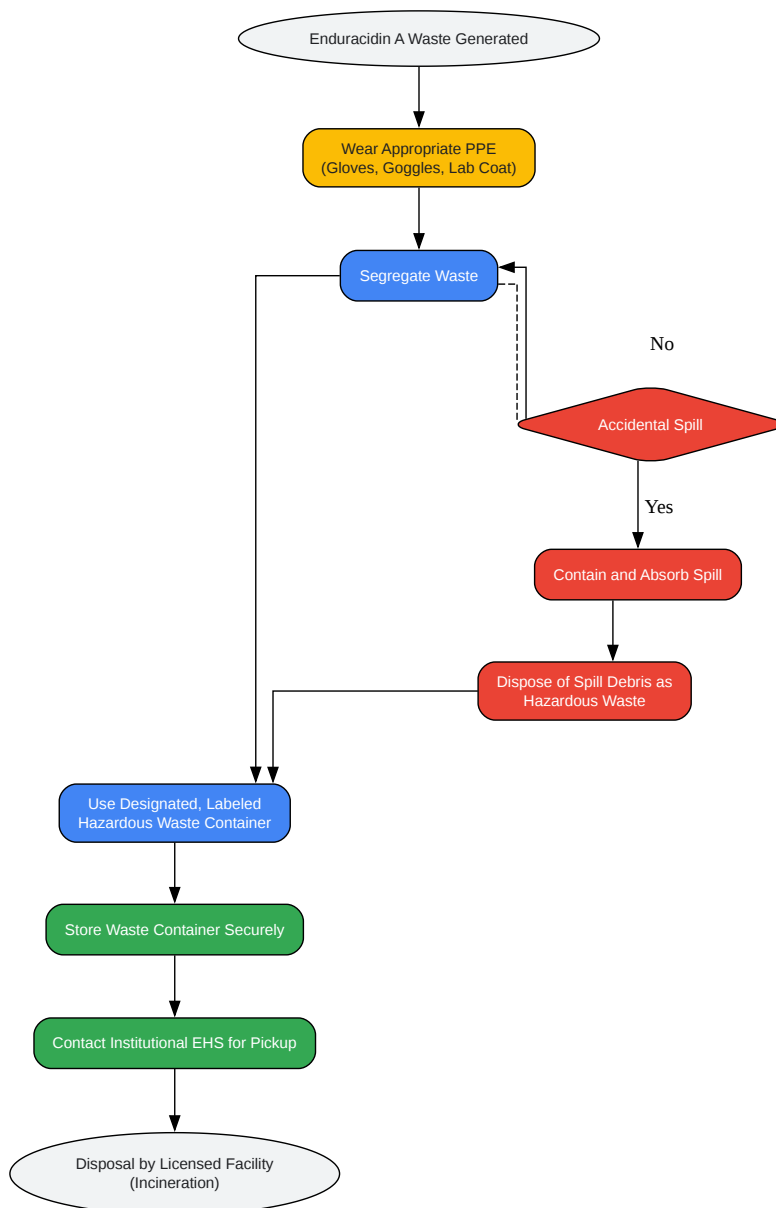 Enduracidin A Waste Generated
Wear Appropriate PPE
(Gloves, Goggles, Lab Coat)
Segregate Waste
No
Accidental Spill
Yes
Contain and Absorb Spill
Dispose of Spill Debris as
Hazardous Waste
Use Designated, Labeled
Hazardous Waste Container
Store Waste Container Securely
Contact Institutional EHS for Pickup
Disposal by Licensed Facility
(Incineration)